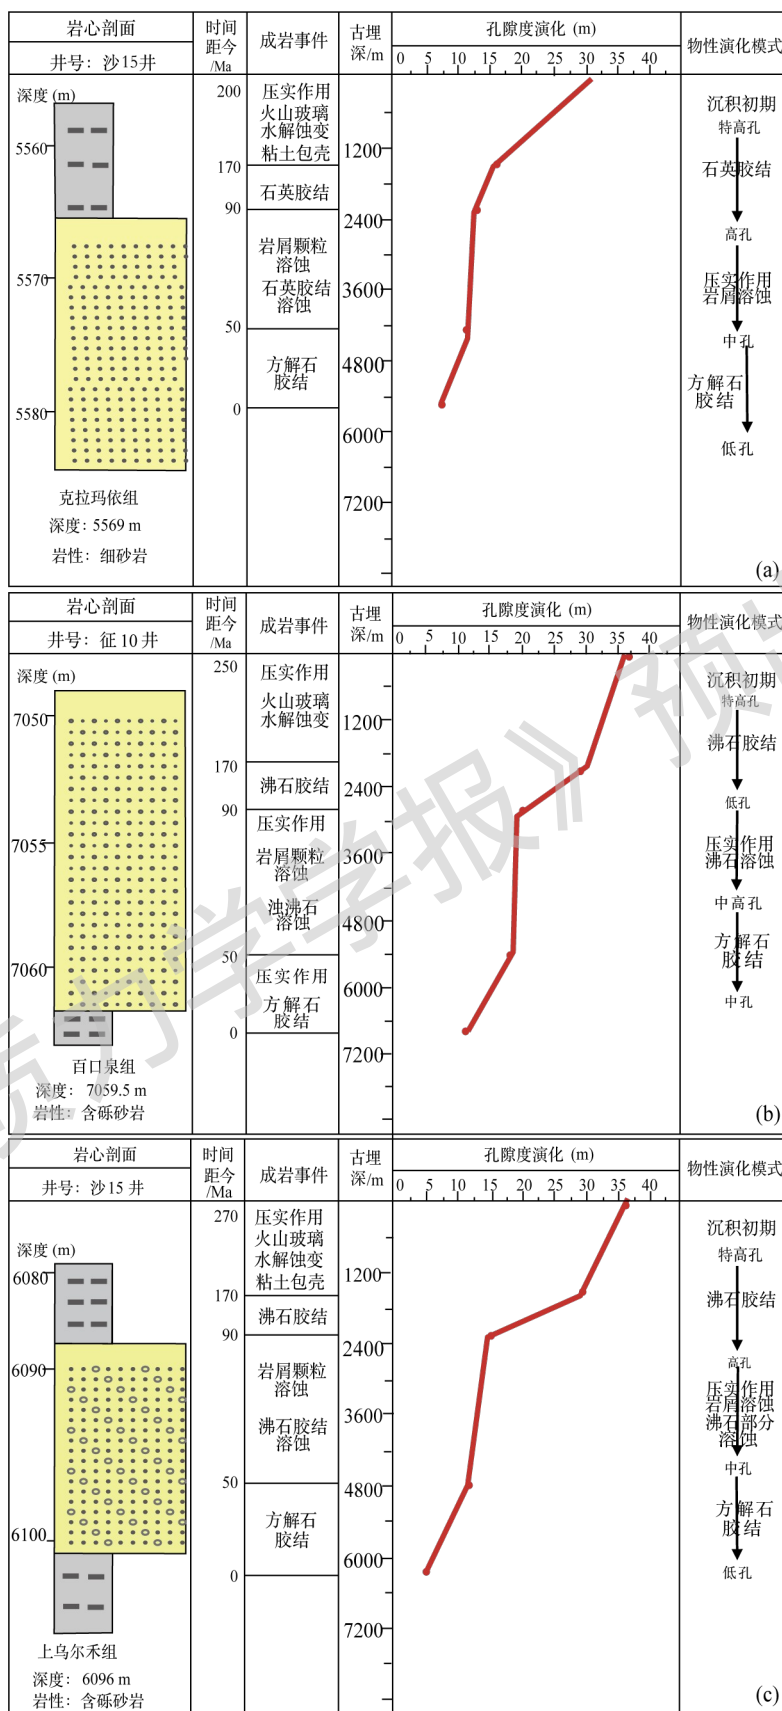 岩心剖面
井号：沙15井
时间
距今
/Ma
成岩事件
古埋
深/m
孔隙度演化 (m)
0 5 10 15 20 25 30 35 40
物性演化模式
深度 (m)
5560
5570
5580
克拉玛依组
深度：5569 m
岩性：细砂岩
200
170
90
50
0
压实作用
火山玻璃
水解蚀变
粘土包壳
石英胶结
岩屑颗粒
溶蚀
石英胶结
溶蚀
方解石
胶结
1200
2400
3600
4800
6000
7200
沉积初期
特高孔
石英胶结
高孔
压实作用
岩屑溶蚀
中孔
方解石
胶结
低孔
(a)
岩心剖面
井号：征10井
时间
距今
/Ma
成岩事件
古埋
深/m
孔隙度演化 (m)
0 5 10 15 20 25 30 35 40
物性演化模式
深度 (m)
7050
7055
7060
百口泉组
深度：7059.5 m
岩性：含砾砂岩
250
170
90
50
0
压实作用
火山玻璃
水解蚀变
沸石胶结
压实作用
岩屑颗粒
溶蚀
浊沸石
溶蚀
压实作用
方解石
胶结
1200
2400
3600
4800
6000
7200
沉积初期
特高孔
沸石胶结
低孔
压实作用
沸石溶蚀
中高孔
方解石
胶结
中孔
(b)
岩心剖面
井号：沙15井
时间
距今
/Ma
成岩事件
古埋
深/m
孔隙度演化 (m)
0 5 10 15 20 25 30 35 40
物性演化模式
深度 (m)
6080
6090
6100
上乌尔禾组
深度：6096 m
岩性：含砾砂岩
270
170
90
50
0
压实作用
火山玻璃
水解蚀变
粘土包壳
沸石胶结
岩屑颗粒
溶蚀
沸石胶结
溶蚀
方解石
胶结
1200
2400
3600
4800
6000
7200
沉积初期
特高孔
沸石胶结
高孔
压实作用
岩屑溶蚀
沸石部分
溶蚀
中孔
方解石
胶结
低孔
(c)
质力学学报》预